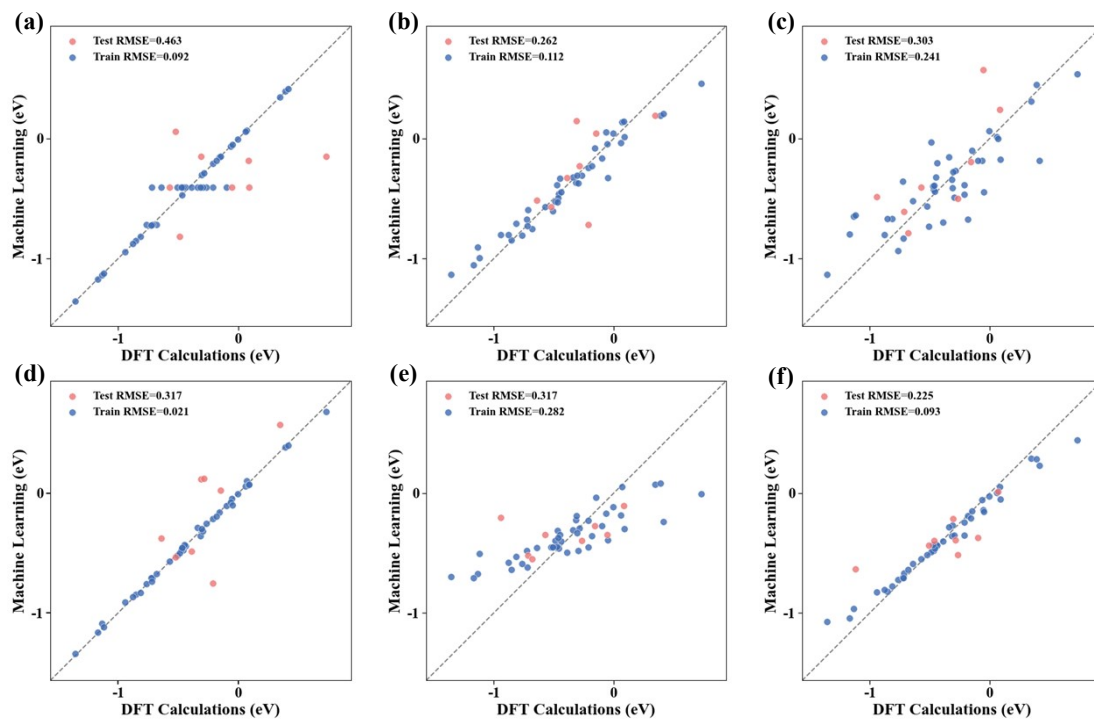 (a)
Test RMSE=0.463
Train RMSE=0.092
Machine Learning (eV)
0
-1
-1
0
DFT Calculations (eV)
(b)
Test RMSE=0.262
Train RMSE=0.112
Machine Learning (eV)
0
-1
-1
0
DFT Calculations (eV)
(c)
Test RMSE=0.303
Train RMSE=0.241
Machine Learning (eV)
0
-1
-1
0
DFT Calculations (eV)
(d)
Test RMSE=0.317
Train RMSE=0.021
Machine Learning (eV)
0
-1
-1
0
DFT Calculations (eV)
(e)
Test RMSE=0.317
Train RMSE=0.282
Machine Learning (eV)
0
-1
-1
0
DFT Calculations (eV)
(f)
Test RMSE=0.225
Train RMSE=0.093
Machine Learning (eV)
0
-1
-1
0
DFT Calculations (eV)